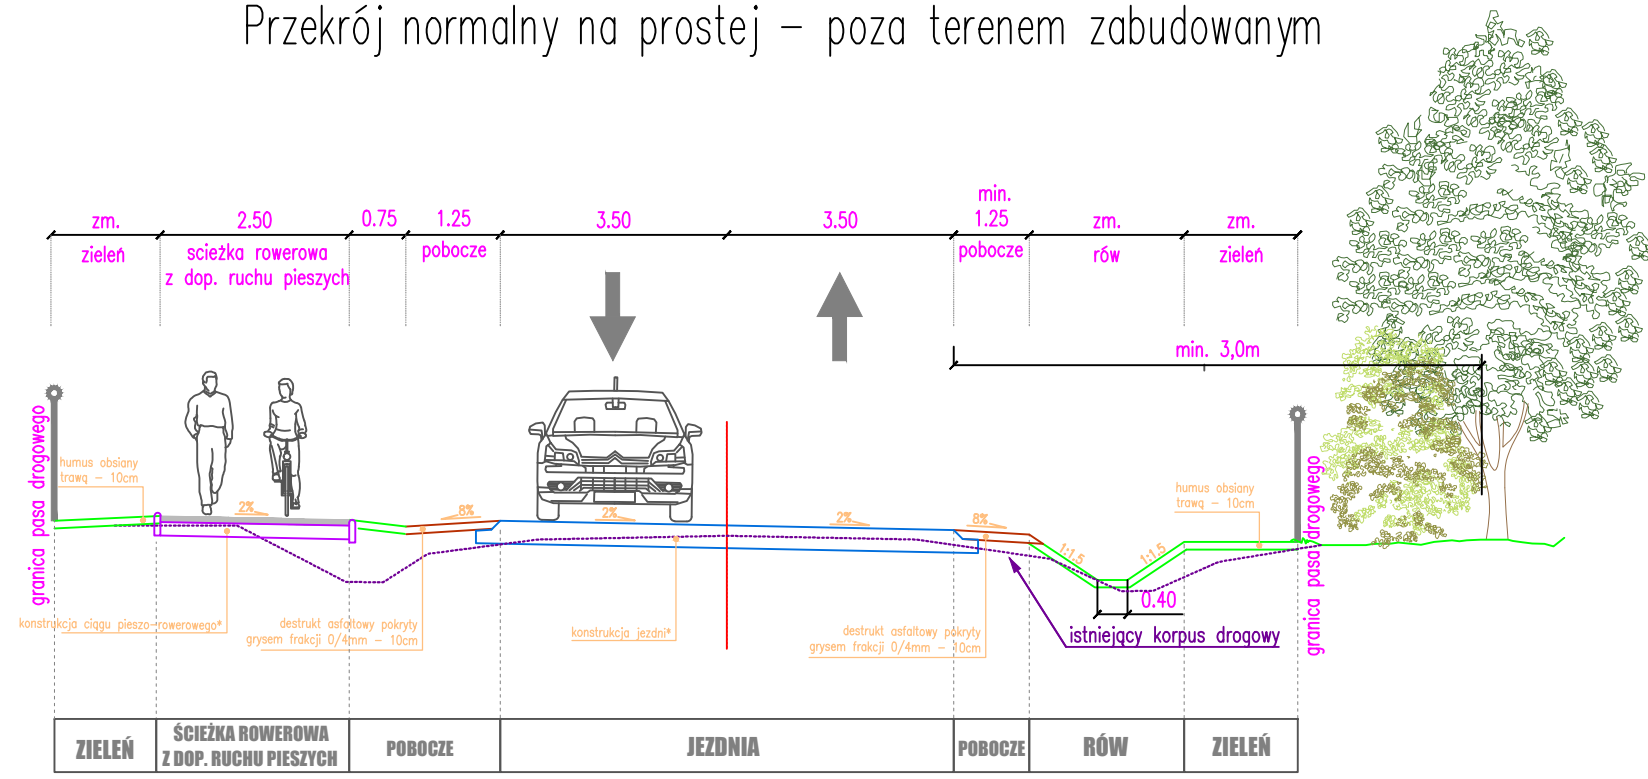 Przekrój normalny na prostej – poza terenem zabudowanym
zm.
2.50
0.75
1.25
3.50
3.50
min.
1.25
zm.
zm.
zieleń
scieżka rowerowa
z dop. ruchu pieszych
pobocze
pobocze
rów
zieleń
min. 3,0m
granica pasa drogowego
humus obsiany
trawą – 10cm
2%
8%
2%
2%
8%
1:1.5
1:1.5
humus obsiany
trawą – 10cm
granica pasa drogowego
0.40
istniejący korpus drogowy
konstrukcja ciągu pieszo-rowerowego*
destrukt asfaltowy pokryty
grysem frakcji 0/4mm – 10cm
konstrukcja jezdni*
destrukt asfaltowy pokryty
grysem frakcji 0/4mm – 10cm
ZIELEŃ
ŚCIEŻKA ROWEROWA
Z DOP. RUCHU PIESZYCH
POBOCZE
JEZDNIA
POBOCZE
RÓW
ZIELEŃ